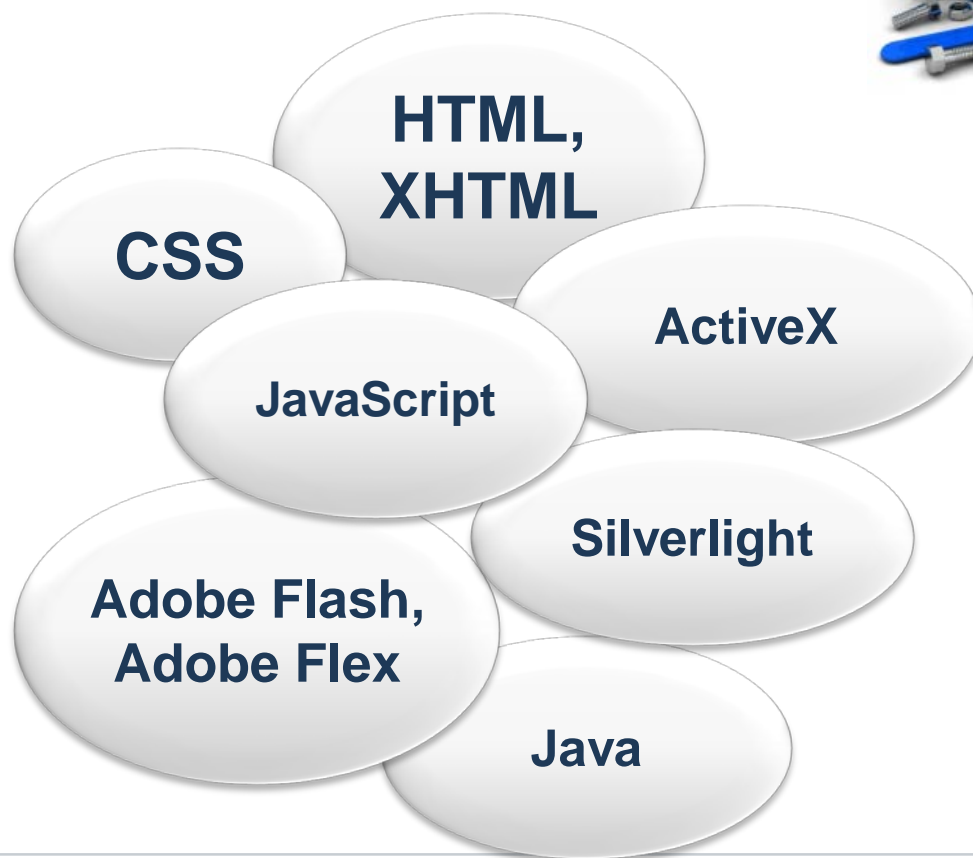 HTML,
XHTML
CSS
ActiveX
JavaScript
Silverlight
Adobe Flash,
Adobe Flex
Java